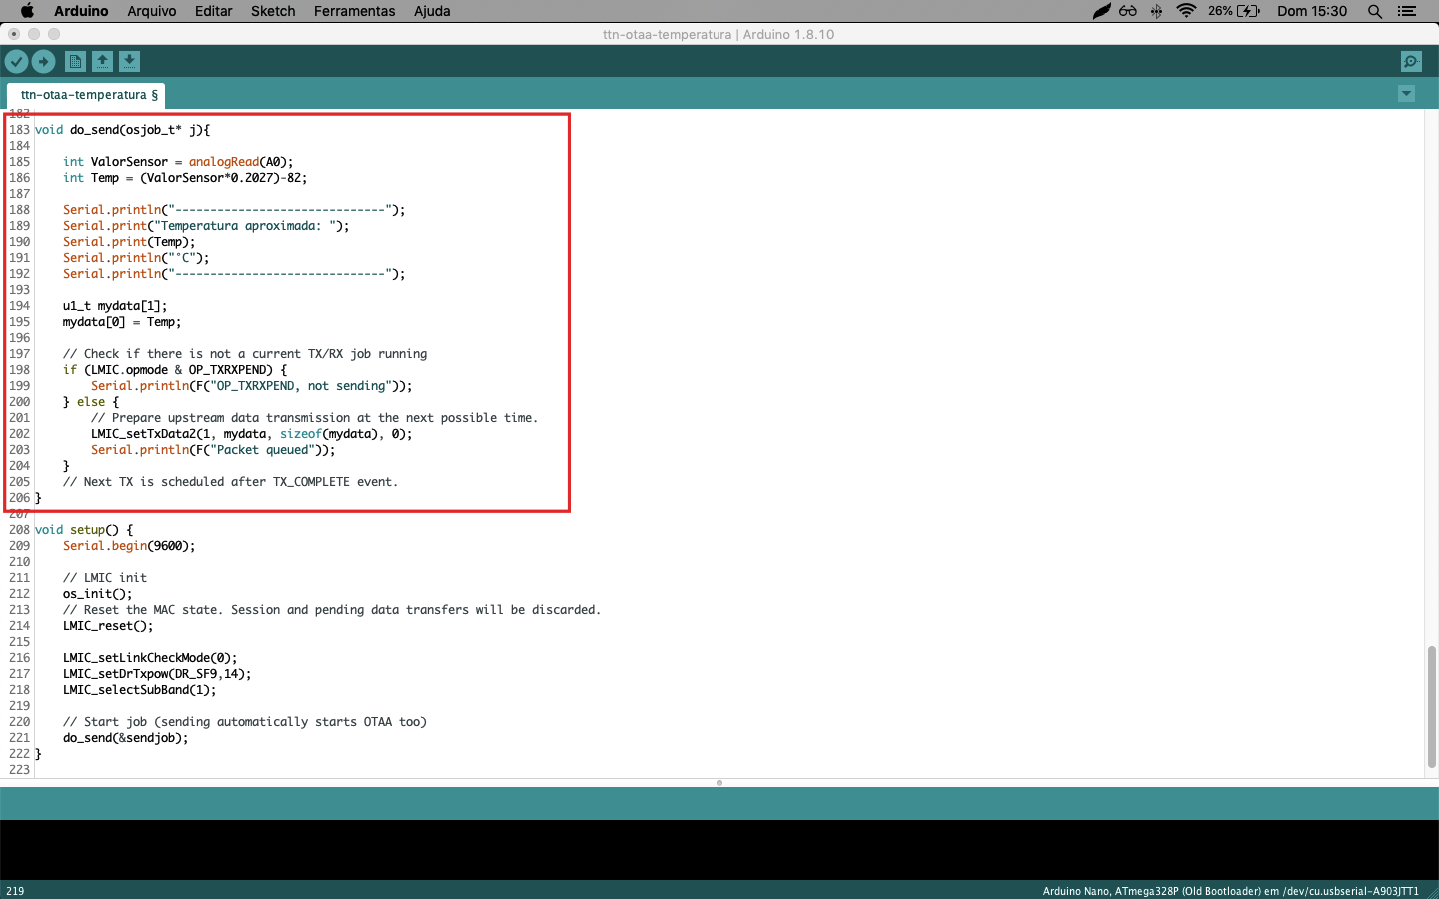 Arduino Arquivo Editar Sketch Ferramentas Ajuda 26% Dom 15:30
ttn-otaa-temperatura | Arduino 1.8.10
ttn-otaa-temperatura §
182
183 void do_send(osjob_t* j){
184
185 int ValorSensor = analogRead(A0);
186 int Temp = (ValorSensor*0.2027)-82;
187
188 Serial.println("------------------------------");
189 Serial.print("Temperatura aproximada: ");
190 Serial.print(Temp);
191 Serial.println("°C");
192 Serial.println("------------------------------");
193
194 u1_t mydata[1];
195 mydata[0] = Temp;
196
197 // Check if there is not a current TX/RX job running
198 if (LMIC.opmode & OP_TXRXPEND) {
199 Serial.println(F("OP_TXRXPEND, not sending"));
200 } else {
201 // Prepare upstream data transmission at the next possible time.
202 LMIC_setTxData2(1, mydata, sizeof(mydata), 0);
203 Serial.println(F("Packet queued"));
204 }
205 // Next TX is scheduled after TX_COMPLETE event.
206 }
207
208 void setup() {
209 Serial.begin(9600);
210
211 // LMIC init
212 os_init();
213 // Reset the MAC state. Session and pending data transfers will be discarded.
214 LMIC_reset();
215
216 LMIC_setLinkCheckMode(0);
217 LMIC_setDrTxpow(DR_SF9,14);
218 LMIC_selectSubBand(1);
219
220 // Start job (sending automatically starts OTAA too)
221 do_send(&sendjob);
222 }
223
219 Arduino Nano, ATmega328P (Old Bootloader) em /dev/cu.usbserial-A903JTT1